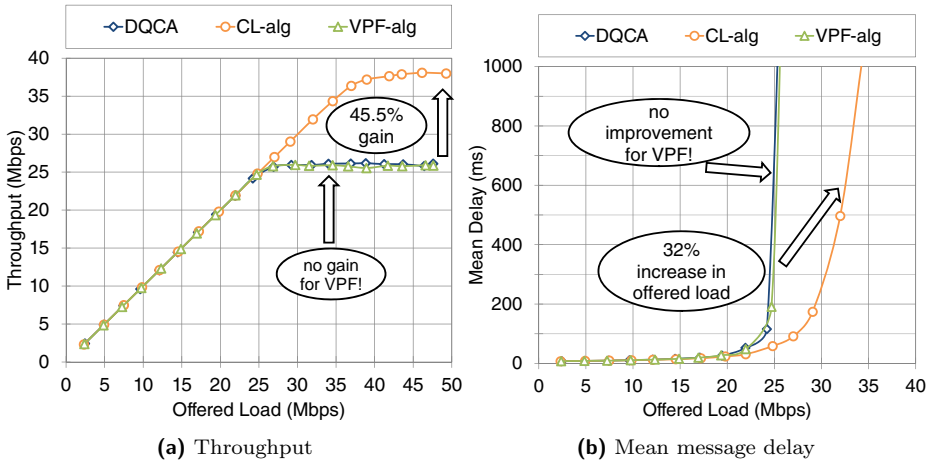 DQCA CL-alg VPF-alg
40
35
30
25
20
15
10
5
0
Throughput (Mbps)
45.5%
gain
no gain
for VPF!
0 5 10 15 20 25 30 35 40 45 50
Offered Load (Mbps)
(a) Throughput
DQCA CL-alg VPF-alg
1000
800
600
400
200
0
Mean Delay (ms)
no
improvement
for VPF!
32%
increase in
offered load
0 5 10 15 20 25 30 35 40
Offered Load (Mbps)
(b) Mean message delay